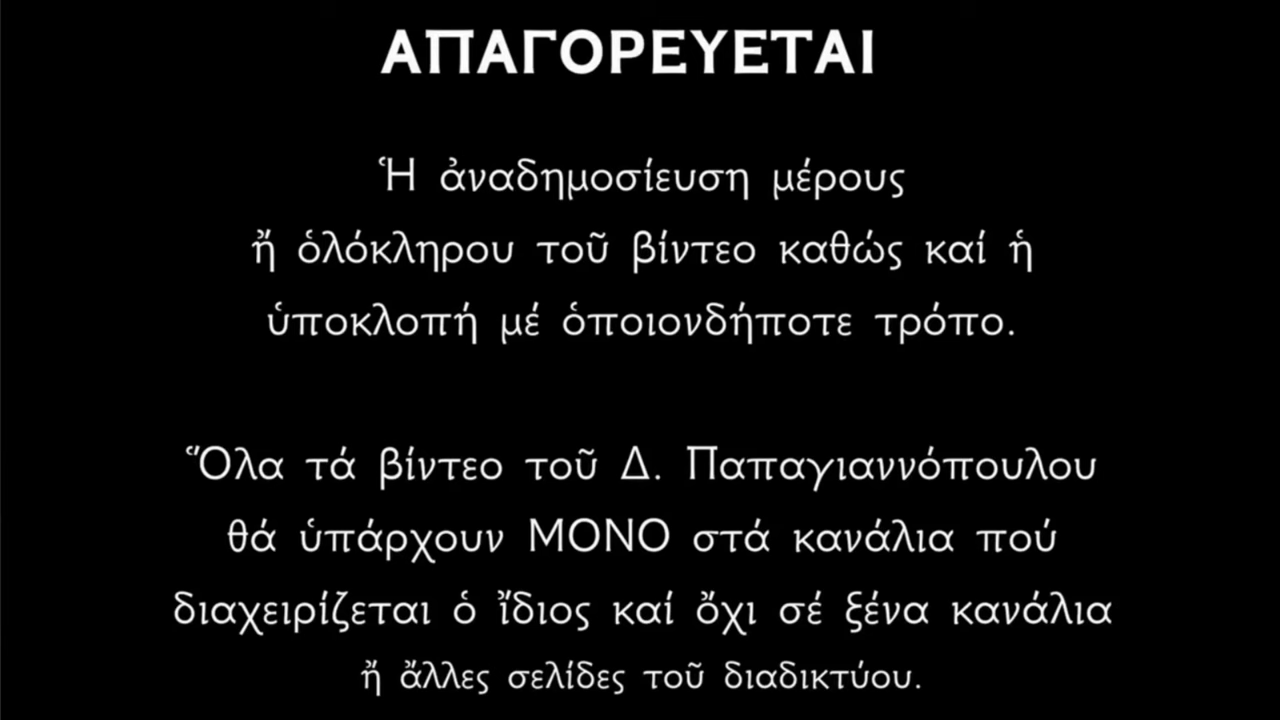 ΑΠΑΓΟΡΕΥΕΤΑΙ
Ἡ ἀναδημοσίευση μέρους
ἤ ὁλόκληρου τοῦ βίντεο καθώς καί ἡ
ὑποκλοπή μέ ὁποιονδήποτε τρόπο.
Ὅλα τά βίντεο τοῦ Δ. Παπαγιαννόπουλου
θά ὑπάρχουν ΜΟΝΟ στά κανάλια πού
διαχειρίζεται ὁ ἴδιος καί ὄχι σέ ξένα κανάλια
ἤ ἄλλες σελίδες τοῦ διαδικτύου.